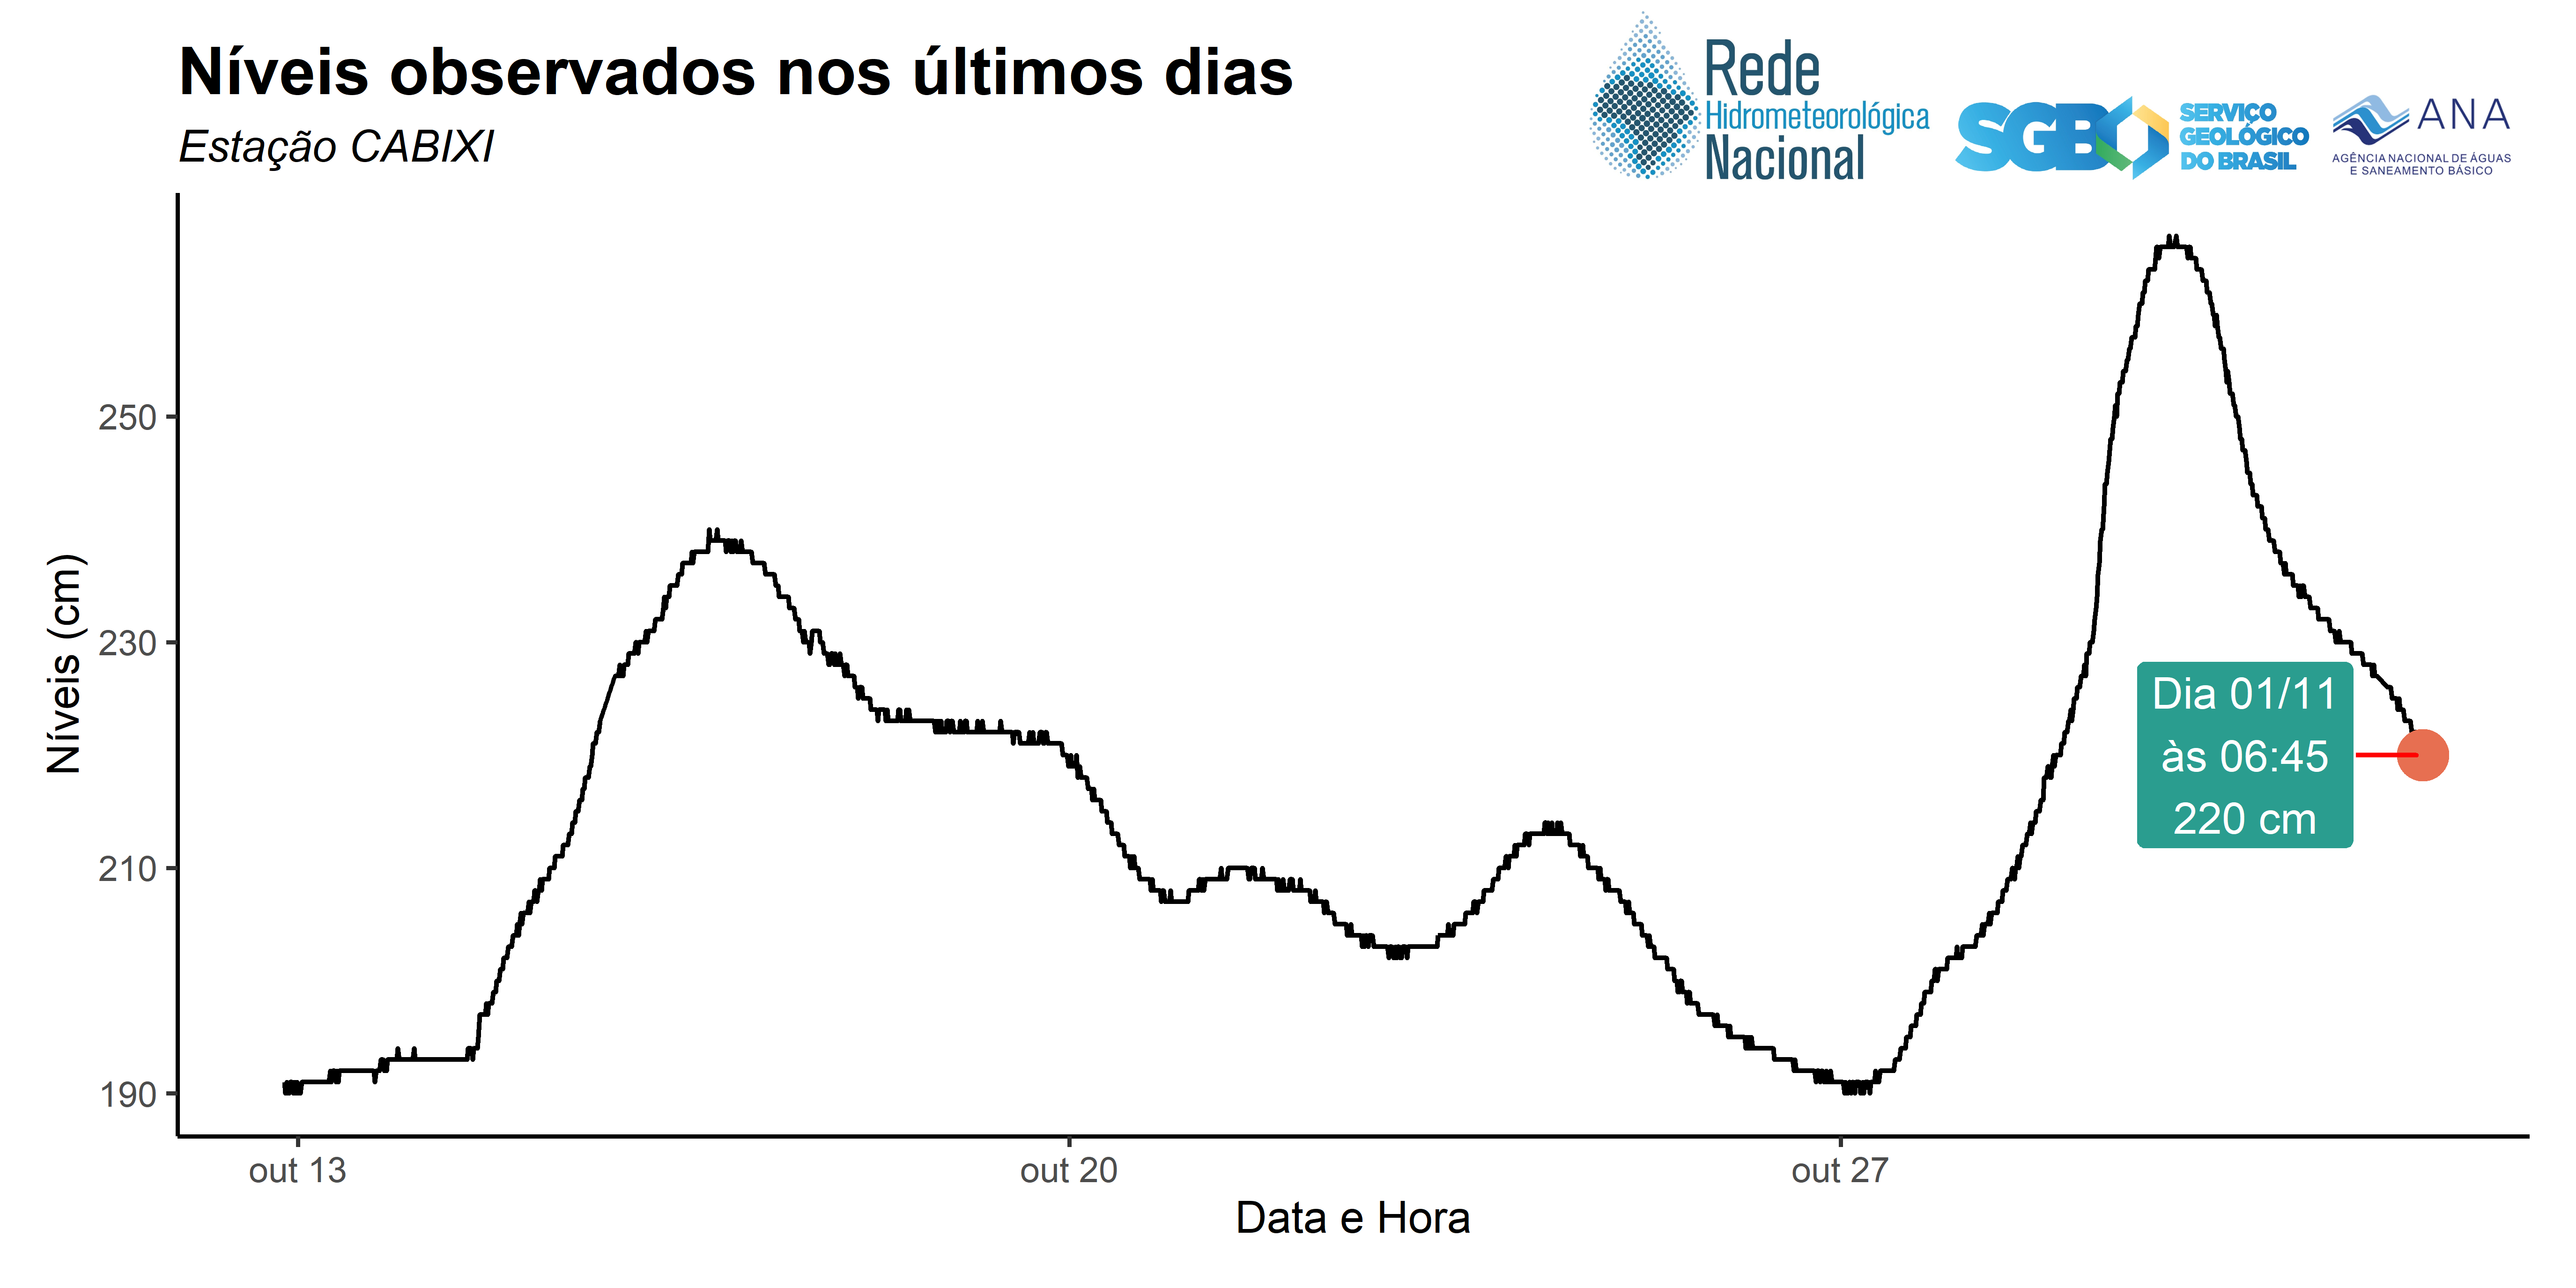 Níveis observados nos últimos dias
Estação CABIXI
Rede
Hidrometeorológica
Nacional
SGB
SERVIÇO
GEOLÓGICO
DO BRASIL
ANA
AGÊNCIA NACIONAL DE ÁGUAS
E SANEAMENTO BÁSICO
Níveis (cm)
250
230
210
190
Dia 01/11
às 06:45
220 cm
out 13
out 20
out 27
Data e Hora